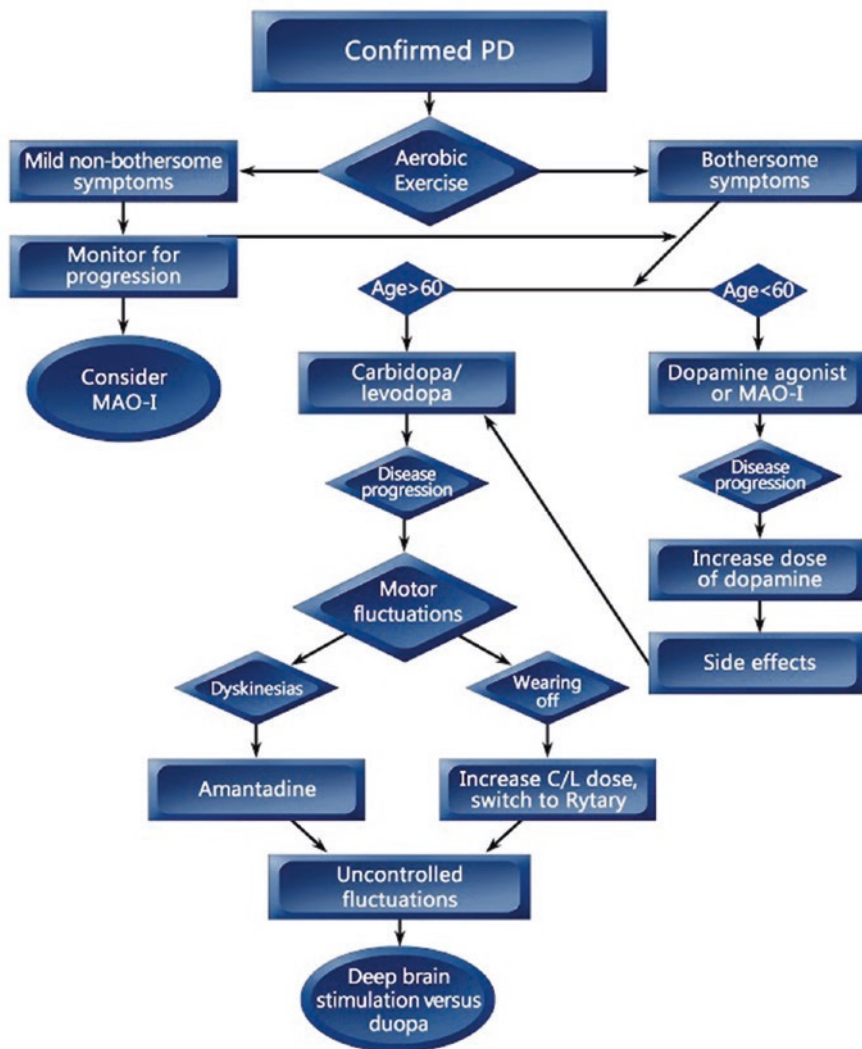 Confirmed PD
Mild non-bothersome
symptoms
Aerobic
Exercise
Bothersome
symptoms
Monitor for
progression
Age>60
Age<60
Consider
MAO-I
Carbidopa/
levodopa
Dopamine agonist
or MAO-I
Disease
progression
Disease
progression
Increase dose
of dopamine
Motor
fluctuations
Side effects
Dyskinesias
Wearing
off
Amantadine
Increase C/L dose,
switch to Rytary
Uncontrolled
fluctuations
Deep brain
stimulation versus
duopa